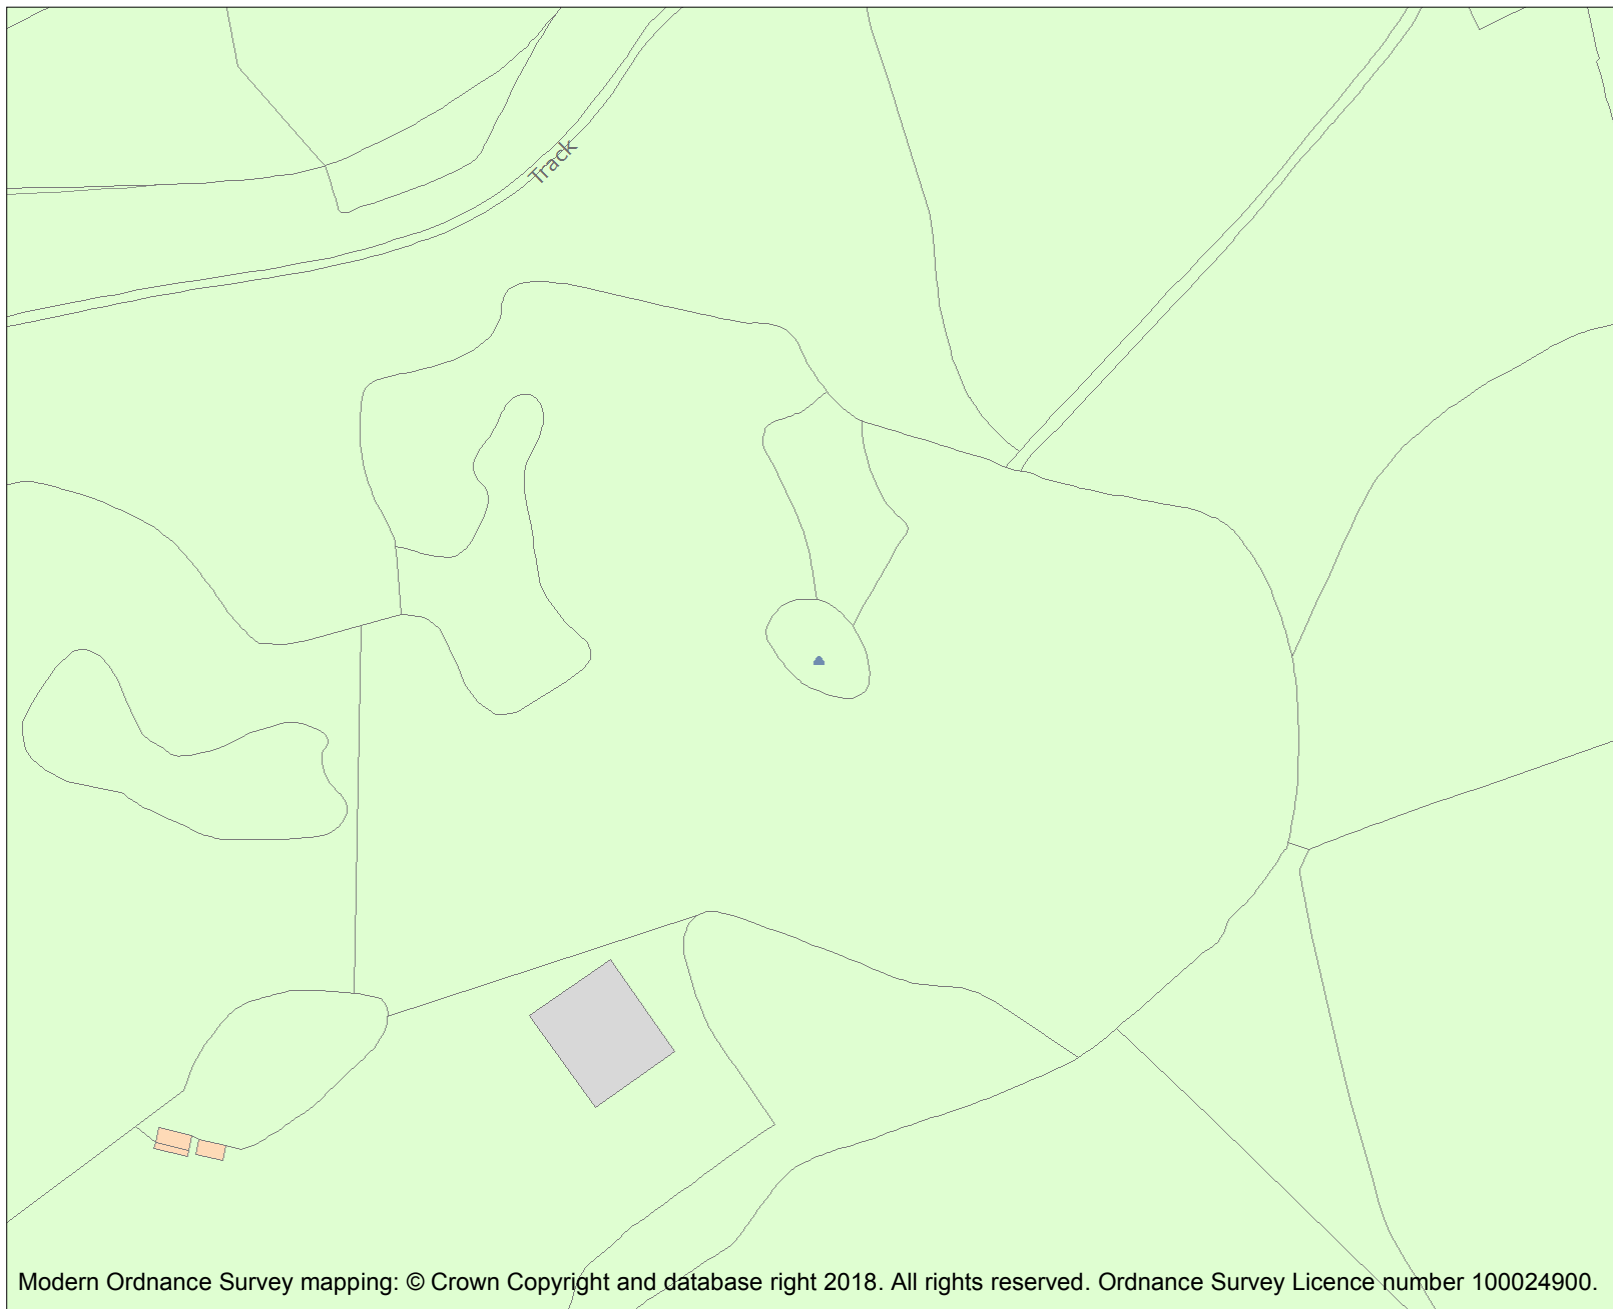 Track
Modern Ordnance Survey mapping: © Crown Copyright and database right 2018. All rights reserved. Ordnance Survey Licence number 100024900.